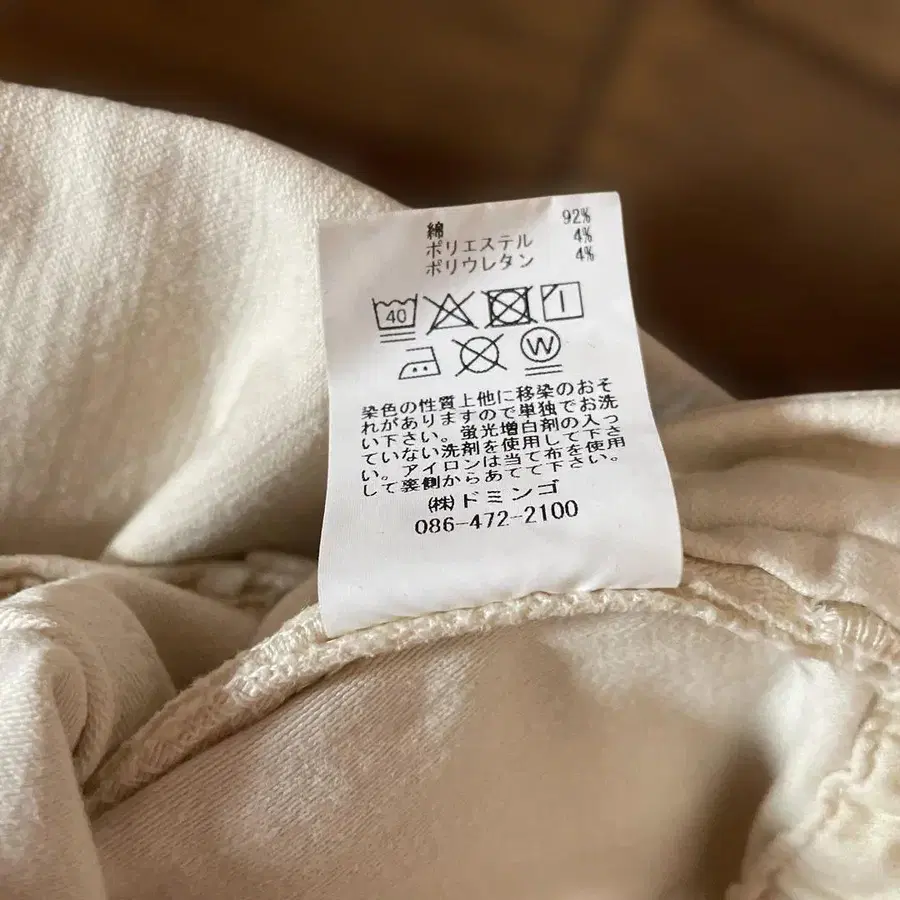 綿 92%
ポリエステル 4%
ポリウレタン 4%
40
W
染色の性質上他に移染のおそ
れがありますので単独でお洗
い下さい。蛍光増白剤の入っ
ていない洗剤を使用して下さ
い。アイロンは当て布を使用
して裏側からあてて下さい。
㈱ドミンゴ
086-472-2100